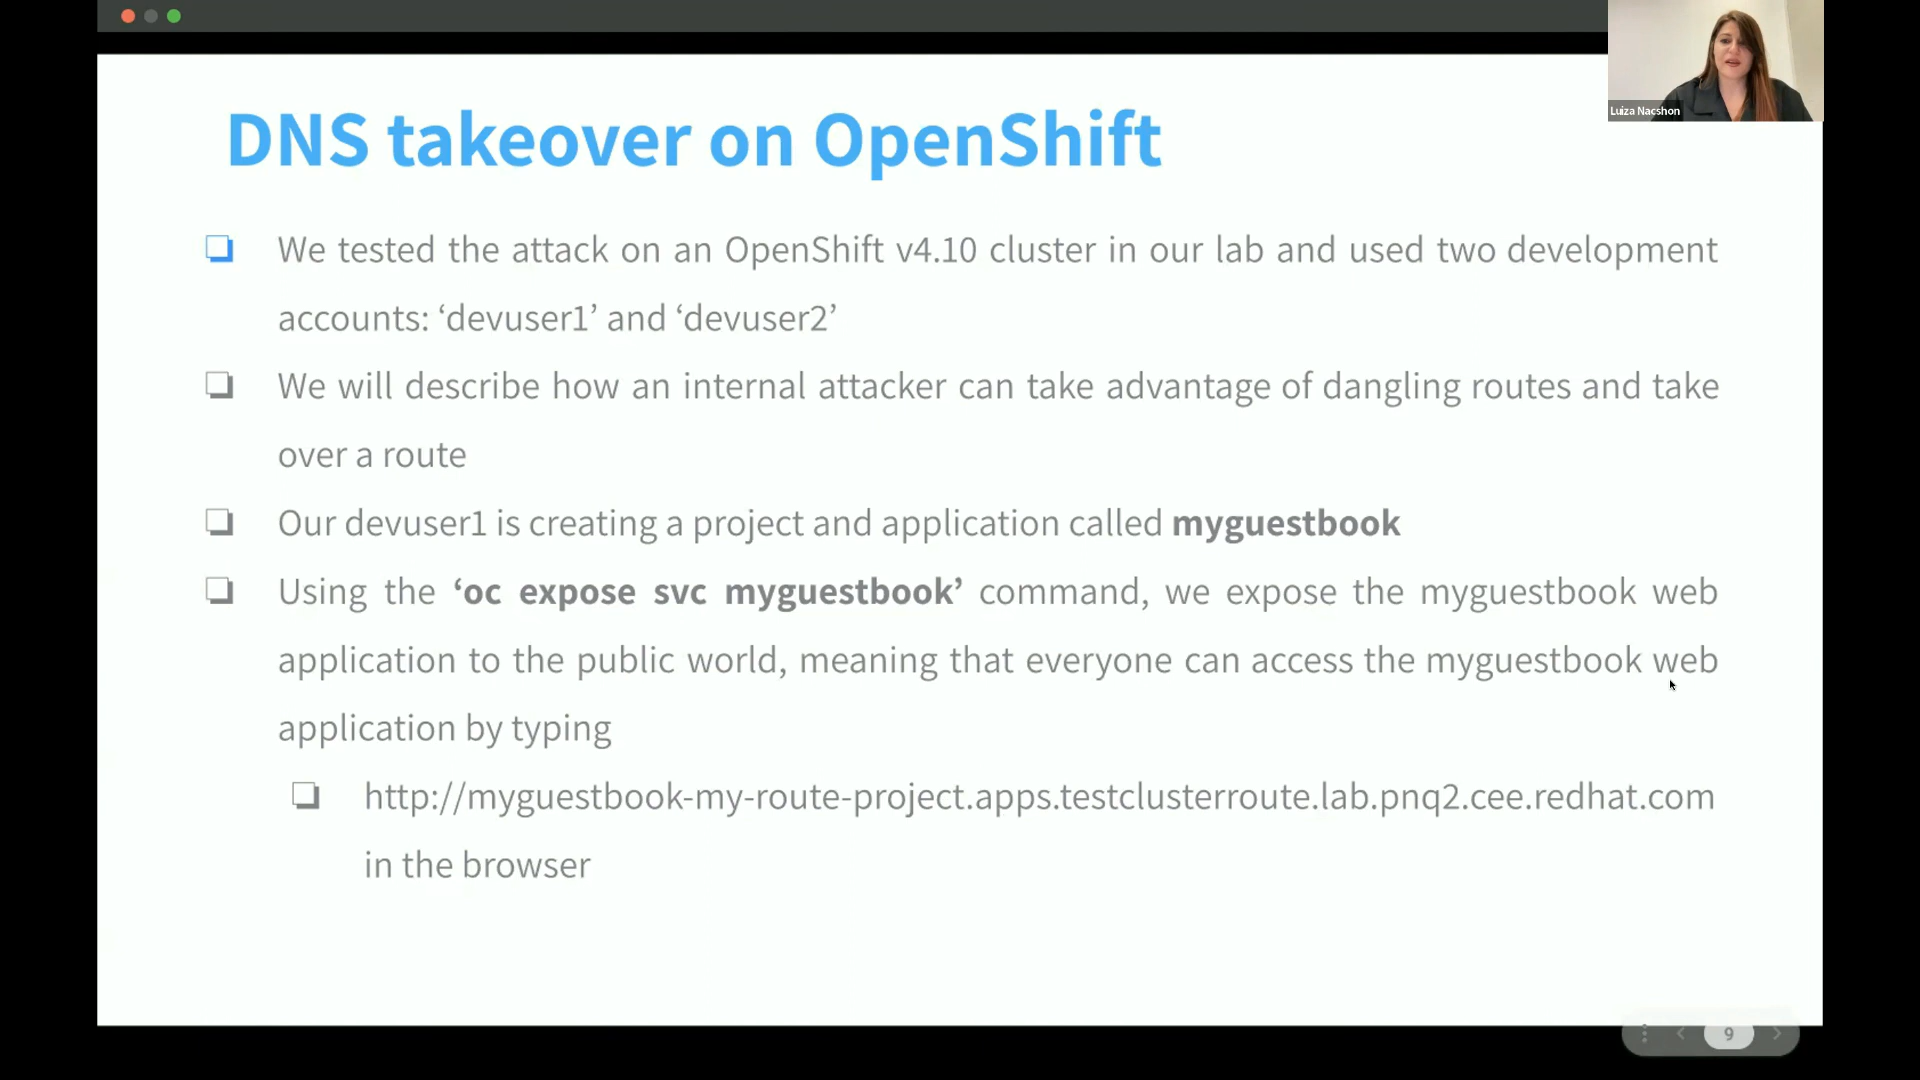 Luiza Nacshon
DNS takeover on OpenShift
We tested the attack on an OpenShift v4.10 cluster in our lab and used two development
accounts: ‘devuser1’ and ‘devuser2’
We will describe how an internal attacker can take advantage of dangling routes and take
over a route
Our devuser1 is creating a project and application called myguestbook
Using the ‘oc expose svc myguestbook’ command, we expose the myguestbook web
application to the public world, meaning that everyone can access the myguestbook web
application by typing
http://myguestbook-my-route-project.apps.testclusterroute.lab.pnq2.cee.redhat.com
in the browser
9